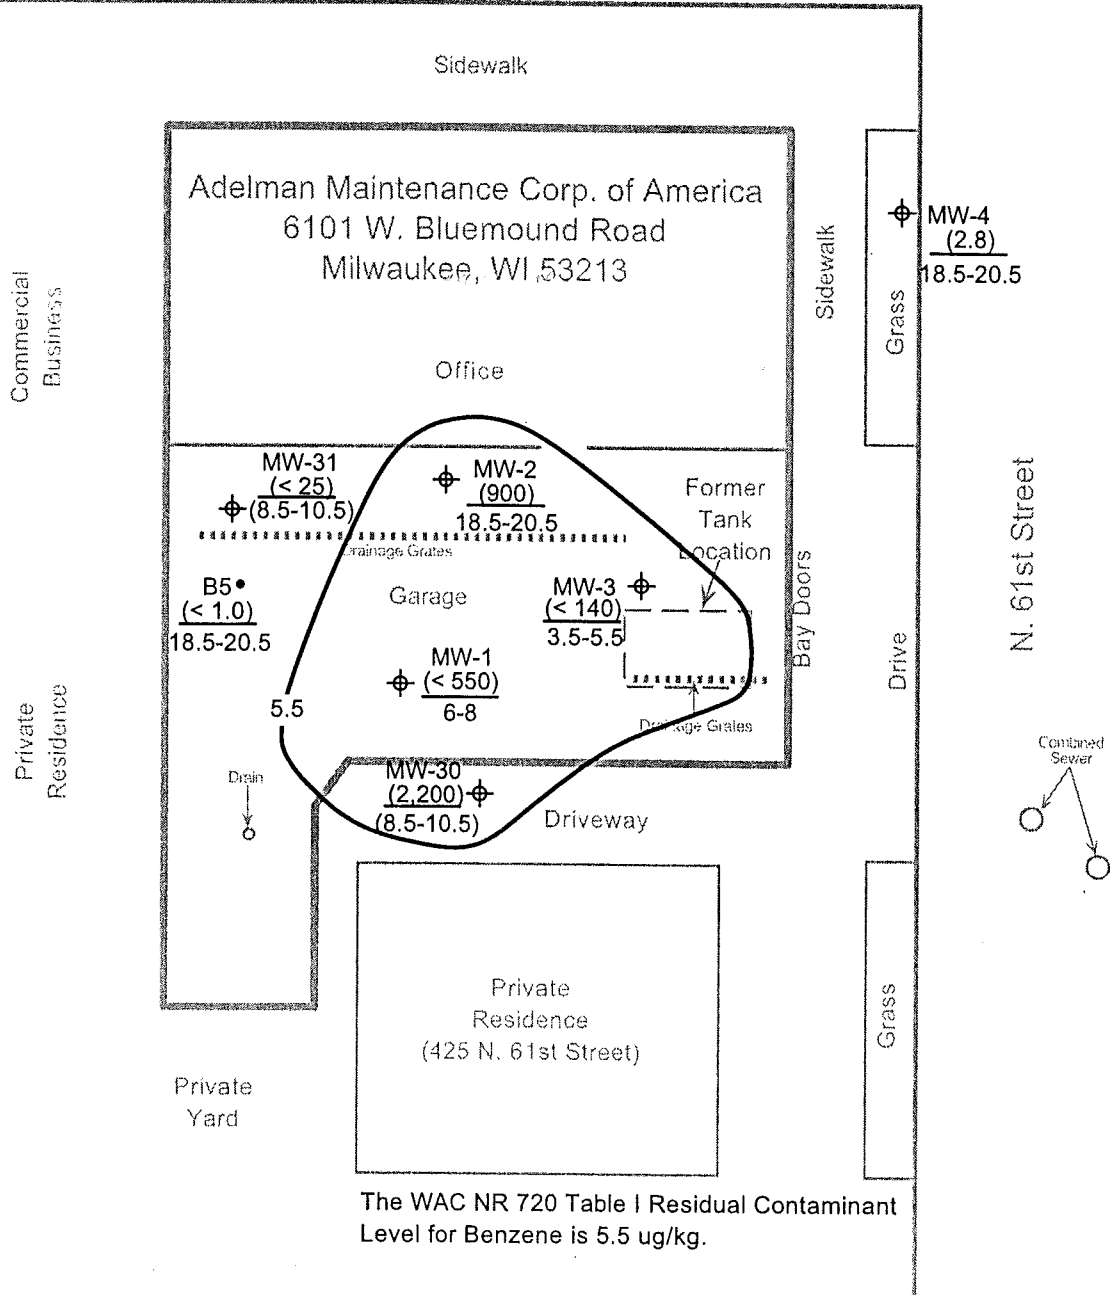 Sidewalk
Adelman Maintenance Corp. of America
6101 W. Bluemound Road
Milwaukee, WI 53213
Sidewalk
MW-4
(2.8)
18.5-20.5
Grass
Commercial
Business
Office
MW-31
(< 25)
(8.5-10.5)
MW-2
(900)
18.5-20.5
Former
Tank
Location
Drainage Grates
N. 61st Street
B5
(< 1.0)
18.5-20.5
Garage
MW-3
(< 140)
3.5-5.5
Bay Doors
Drive
MW-1
(< 550)
6-8
5.5
Drainage Grates
Private
Residence
Combined
Sewer
Drain
MW-30
(2,200)
(8.5-10.5)
Driveway
Private
Residence
(425 N. 61st Street)
Grass
Private
Yard
The WAC NR 720 Table I Residual Contaminant
Level for Benzene is 5.5 ug/kg.